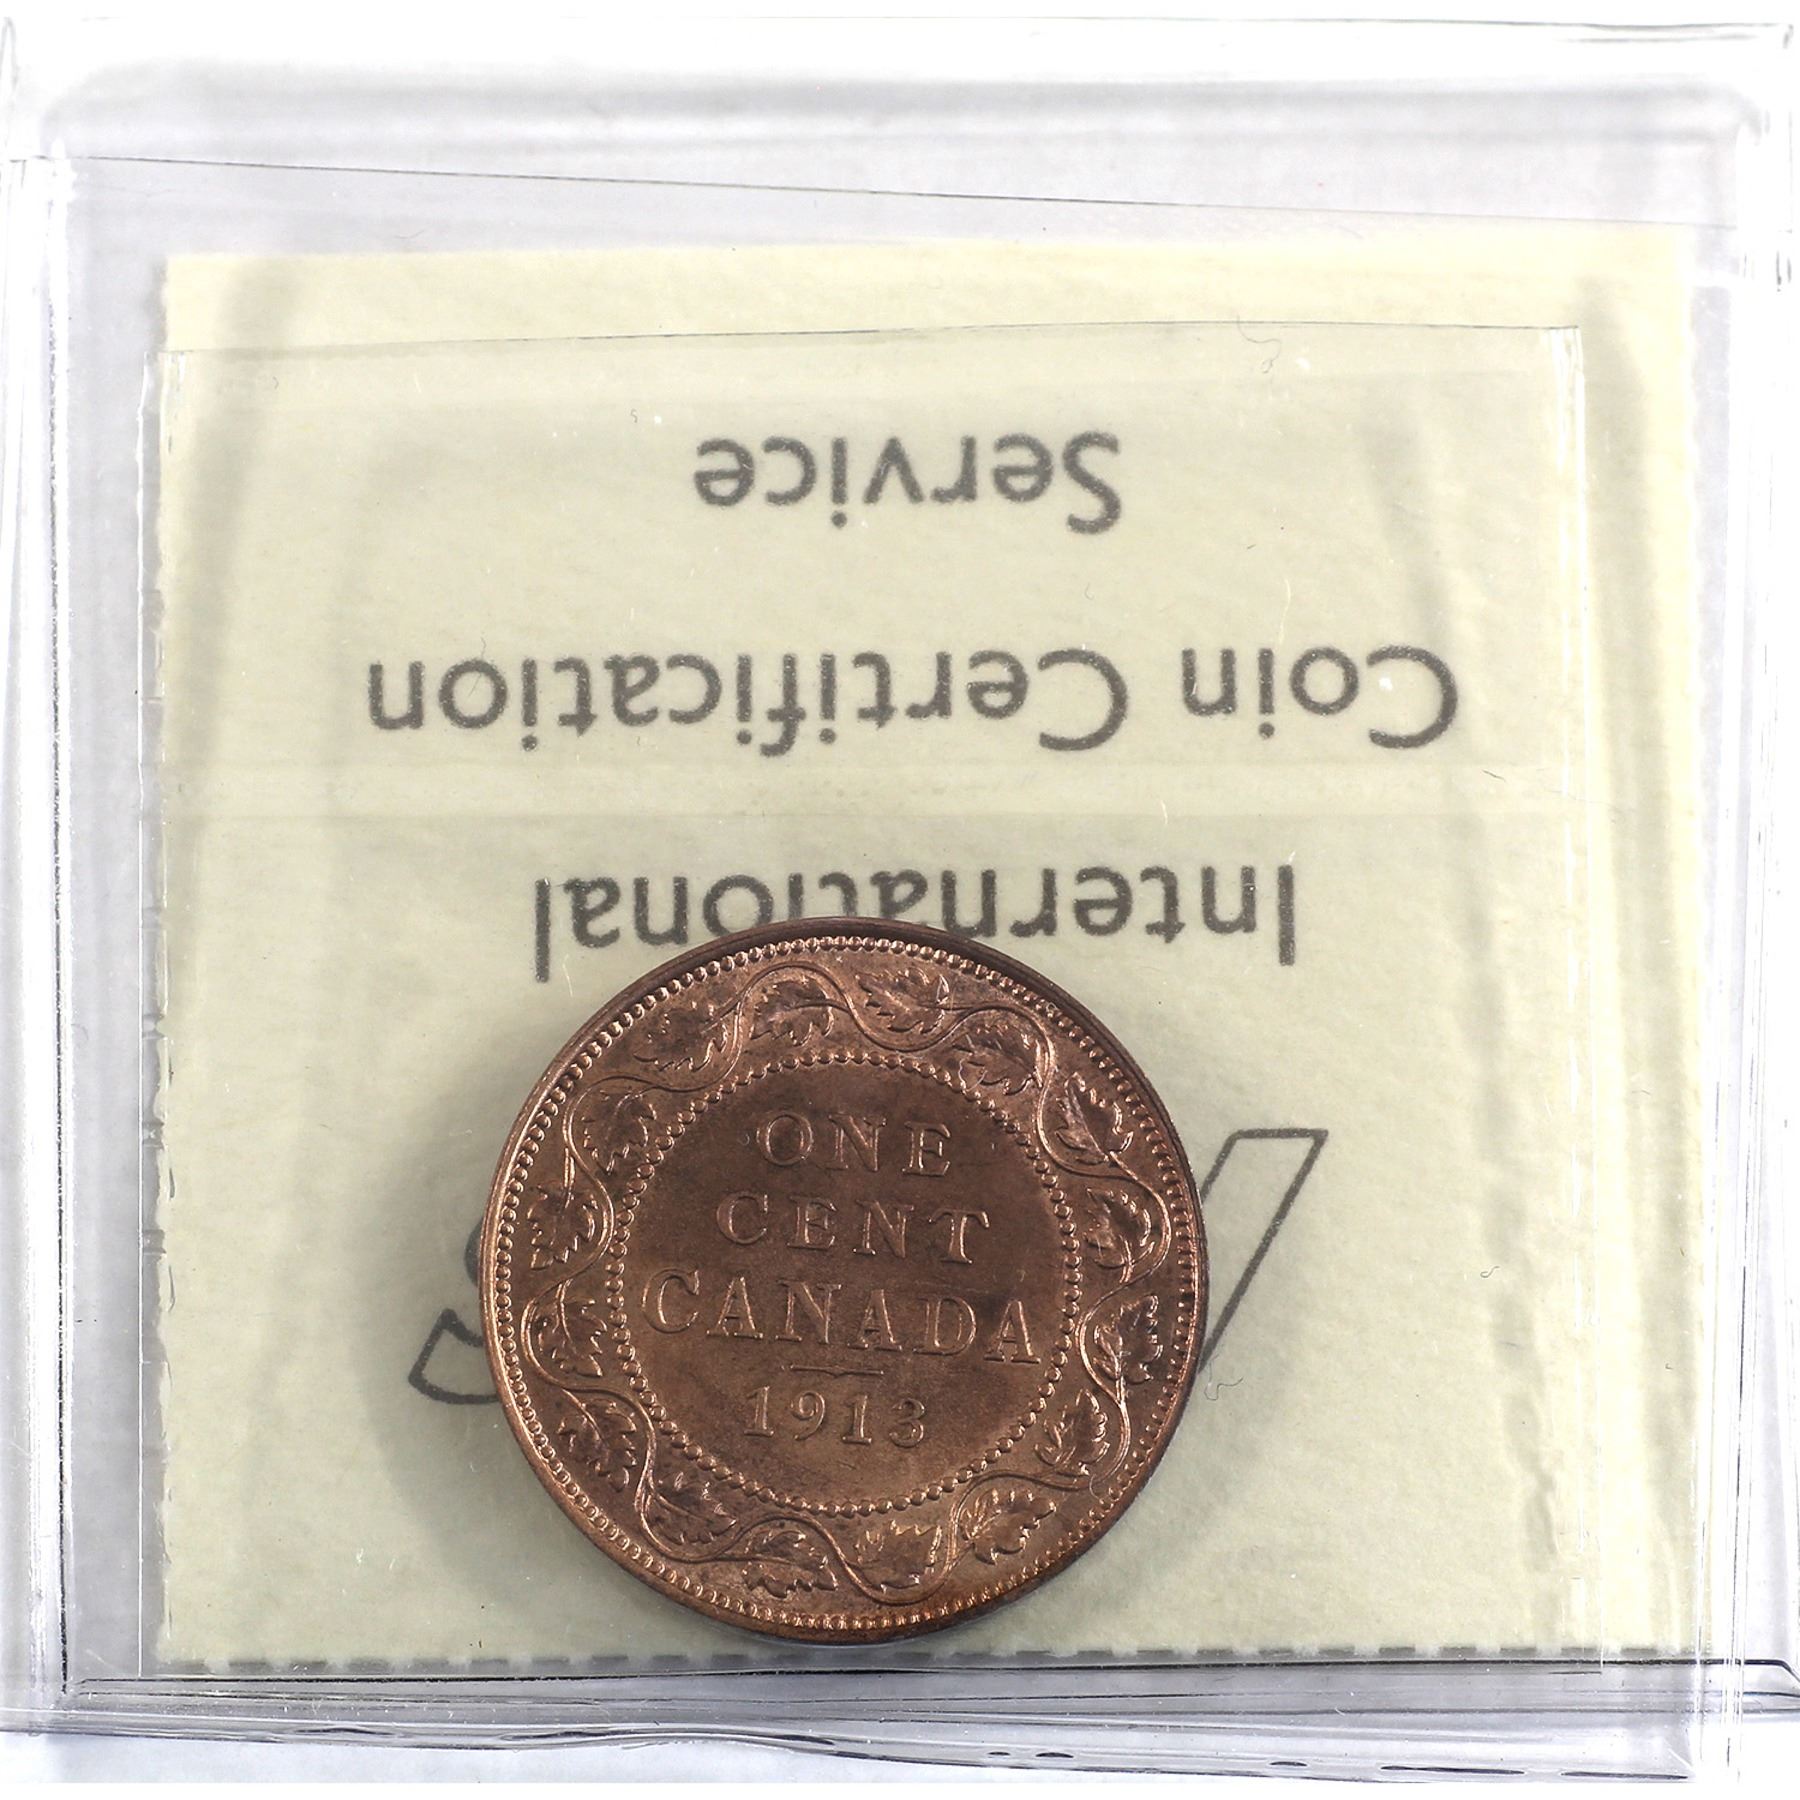 International
Coin Certification
Service
ONE
CENT
CANADA
1913